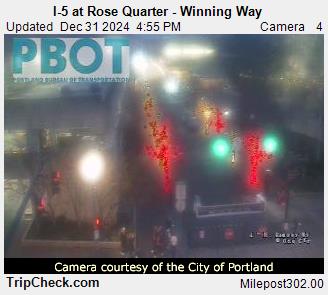 I-5 at Rose Quarter - Winning Way
Updated Dec 31 2024 4:55 PM Camera 4
PBOT
PORTLAND BUREAU OF TRANSPORTATION
Camera courtesy of the City of Portland
TripCheck.com Milepost302.00